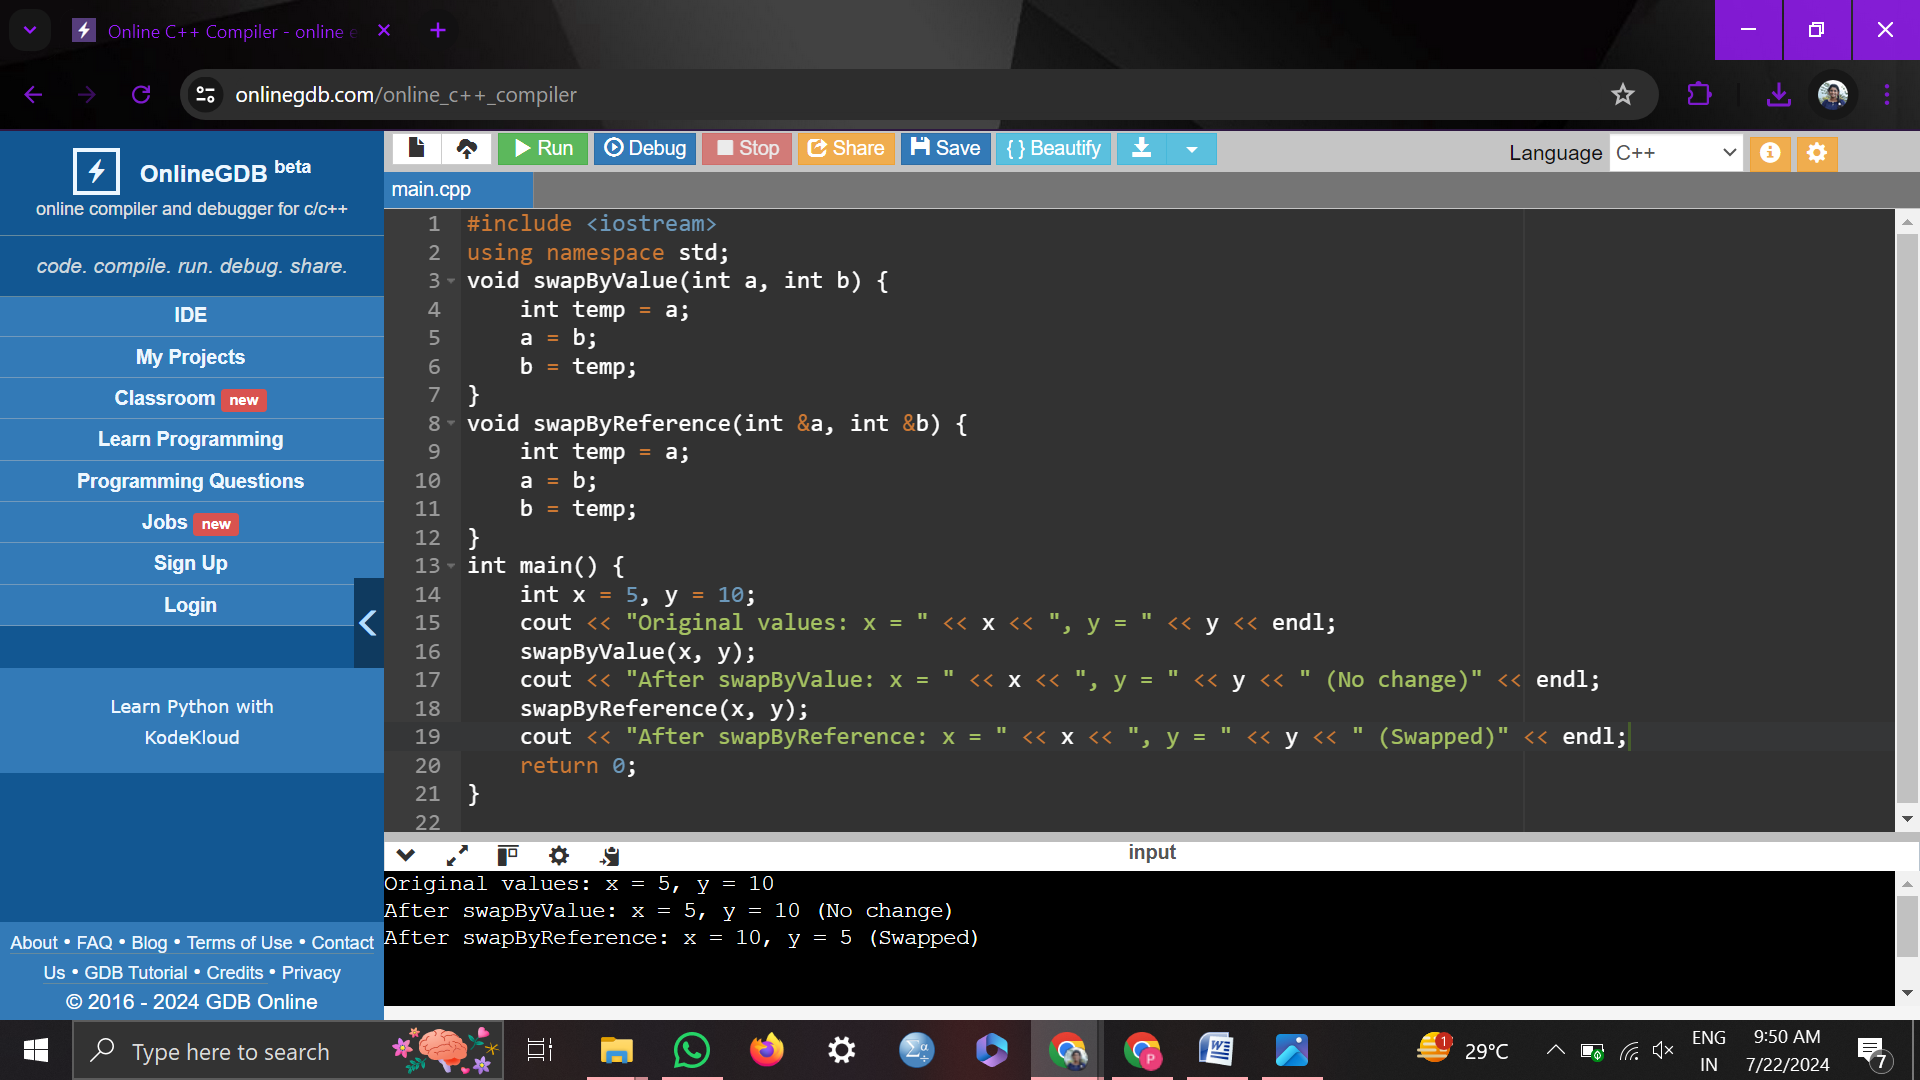 Online C++ Compiler - online e
onlinegdb.com/online_c++_compiler
OnlineGDB beta
online compiler and debugger for c/c++
code. compile. run. debug. share.
IDE
My Projects
Classroom new
Learn Programming
Programming Questions
Jobs new
Sign Up
Login
Learn Python with
KodeKloud
About • FAQ • Blog • Terms of Use • Contact
Us • GDB Tutorial • Credits • Privacy
© 2016 - 2024 GDB Online
Run Debug Stop Share Save { } Beautify
Language C++
main.cpp
1 #include <iostream>
2 using namespace std;
3 void swapByValue(int a, int b) {
4 int temp = a;
5 a = b;
6 b = temp;
7 }
8 void swapByReference(int &a, int &b) {
9 int temp = a;
10 a = b;
11 b = temp;
12 }
13 int main() {
14 int x = 5, y = 10;
15 cout << "Original values: x = " << x << ", y = " << y << endl;
16 swapByValue(x, y);
17 cout << "After swapByValue: x = " << x << ", y = " << y << " (No change)" << endl;
18 swapByReference(x, y);
19 cout << "After swapByReference: x = " << x << ", y = " << y << " (Swapped)" << endl;
20 return 0;
21 }
22
input
Original values: x = 5, y = 10
After swapByValue: x = 5, y = 10 (No change)
After swapByReference: x = 10, y = 5 (Swapped)
Type here to search
P
1
29°C
ENG
IN
9:50 AM
7/22/2024
7